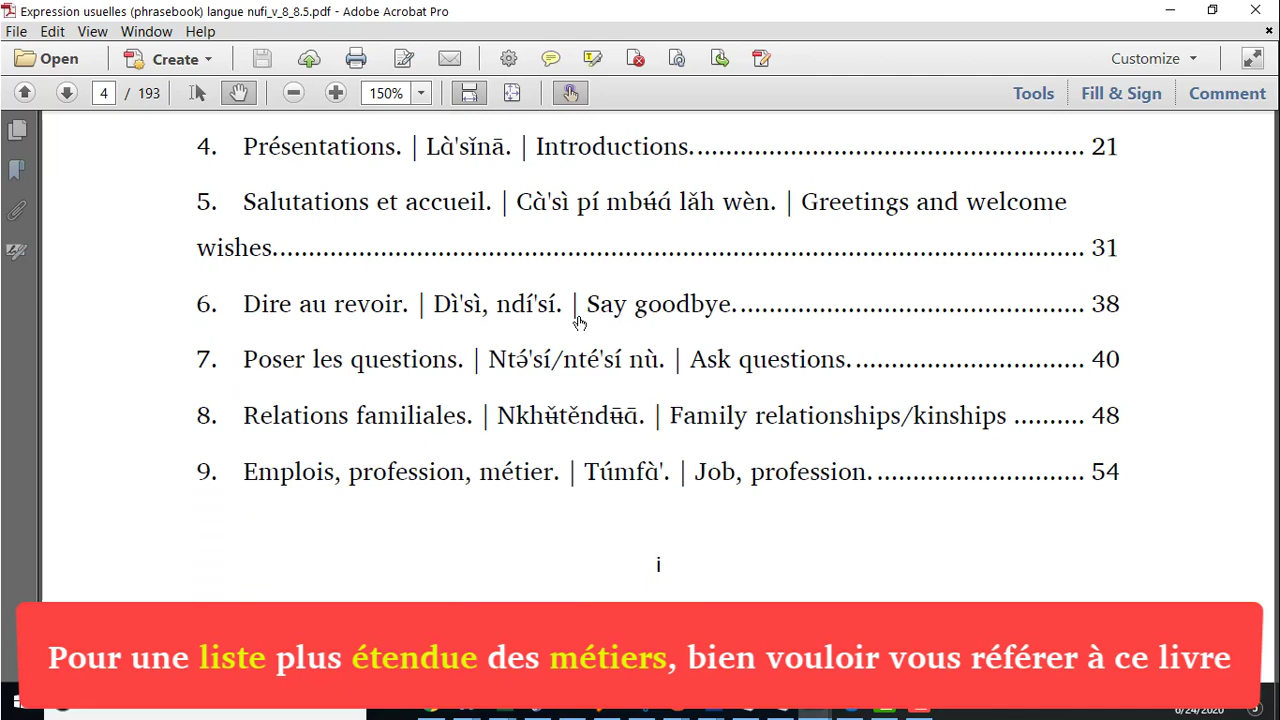 Expression usuelles (phrasebook) langue nufi_v_8_8.5.pdf - Adobe Acrobat Pro
File Edit View Window Help
Open Create Customize
4 / 193 150% Tools Fill & Sign Comment
4. Présentations. | Là'sǐnā. | Introductions. 21
5. Salutations et accueil. | Cà'sì pí mbʉ́ɑ́ lǎh wèn. | Greetings and welcome
wishes. 31
6. Dire au revoir. | Dì'sì, ndí'sí. | Say goodbye. 38
7. Poser les questions. | Ntə́'sí/nté'sí nù. | Ask questions. 40
8. Relations familiales. | Nkhʉ̌těndʉ̄ɑ̄. | Family relationships/kinships 48
9. Emplois, profession, métier. | Túmfà'. | Job, profession. 54
i
Pour une liste plus étendue des métiers, bien vouloir vous référer à ce livre